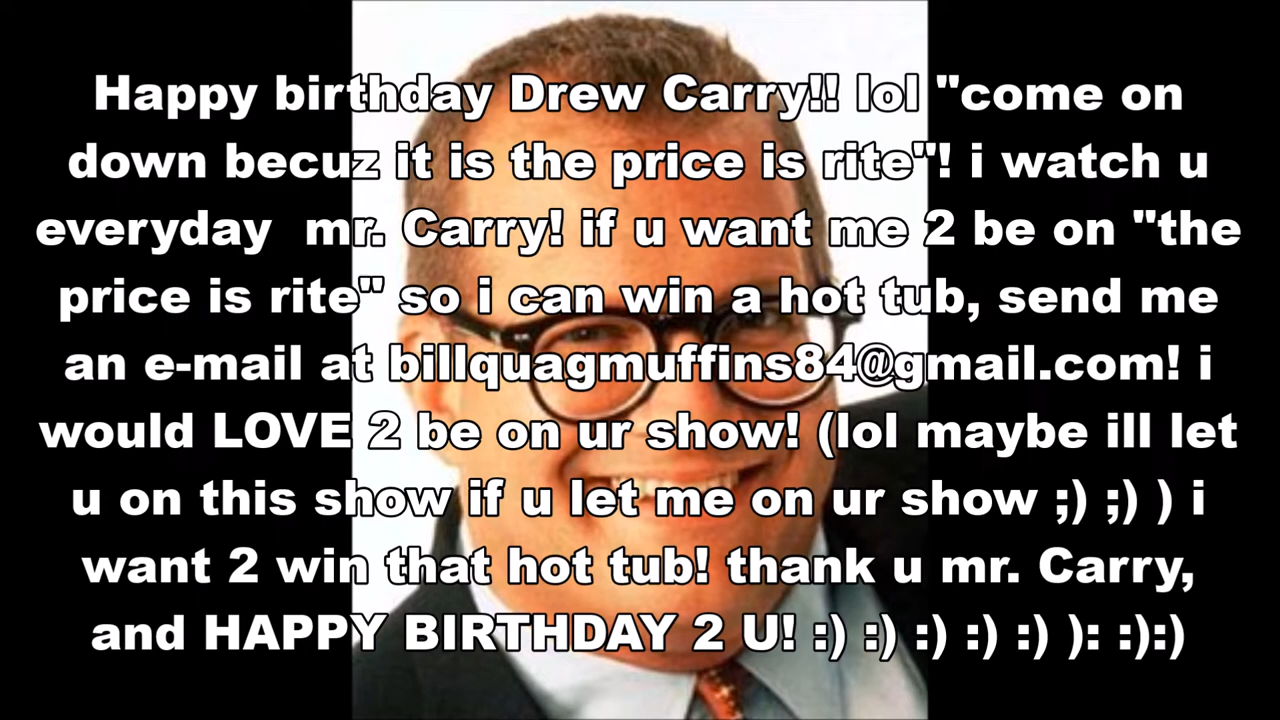 Happy birthday Drew Carry!! lol "come on
down becuz it is the price is rite"! i watch u
everyday  mr. Carry! if u want me 2 be on "the
price is rite" so i can win a hot tub, send me
an e-mail at billquagmuffins84@gmail.com! i
would LOVE 2 be on ur show! (lol maybe ill let
u on this show if u let me on ur show ;) ;) ) i
want 2 win that hot tub! thank u mr. Carry,
and HAPPY BIRTHDAY 2 U! :) :) :) :) :) ): :):)